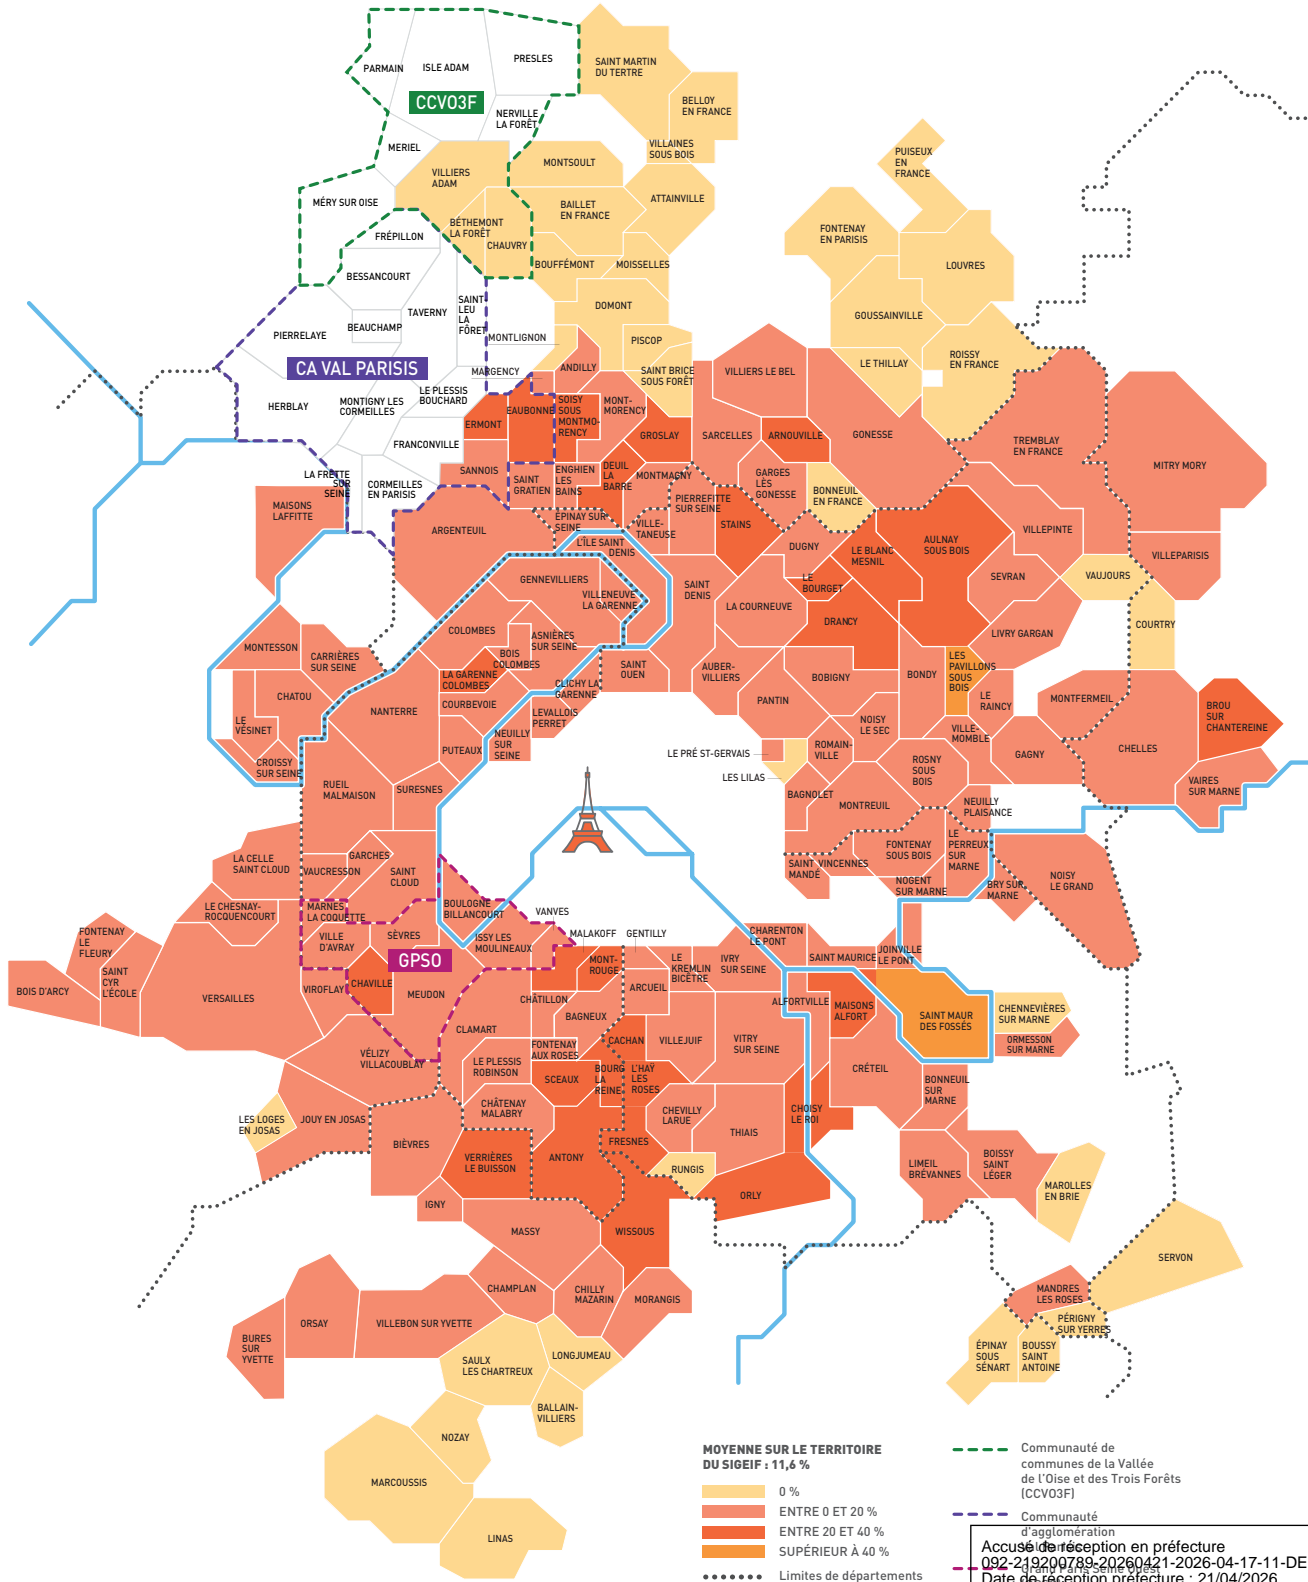 SAINT MARTIN
DU TERTRE
PRESLES
PARMAIN
ISLE ADAM
CCVO3F
BELLOY
EN FRANCE
NERVILLE
LA FORÊT
MERIEL
VILLAINES
SOUS BOIS
MONTSOULT
VILLIERS
ADAM
PUISEUX
EN
FRANCE
MÉRY SUR OISE
ATTAINVILLE
BAILLET
EN FRANCE
BÉTHEMONT
LA FORÊT
FRÉPILLON
CHAUVRY
FONTENAY
EN PARISIS
BOUFFÉMONT
MOISSELLES
LOUVRES
BESSANCOURT
SAINT-
LEU
LA
FÔRET
TAVERNY
DOMONT
GOUSSAINVILLE
BEAUCHAMP
PIERRELAYE
MONTLIGNON
PISCOP
CA VAL PARISIS
MARGENCY
ANDILLY
SAINT BRICE
SOUS FORÊT
VILLIERS LE BEL
LE THILLAY
ROISSY
EN FRANCE
HERBLAY
MONTIGNY LES
CORMEILLES
LE PLESSIS
BOUCHARD
EAUBONNE
SOISY
SOUS
MONTMO-
RENCY
MONT-
MORENCY
ERMONT
GROSLAY
SARCELLES
ARNOUVILLE
GONESSE
TREMBLAY
EN FRANCE
MITRY MORY
FRANCONVILLE
SANNOIS
LA FRETTE
SUR
SEINE
CORMEILLES
EN PARISIS
SAINT
GRATIEN
ENGHIEN
LES
BAINS
DEUIL
LA
BARRE
MONTMAGNY
GARGES
LÈS
GONESSE
BONNEUIL
EN FRANCE
PIERREFITTE
SUR SEINE
MAISONS
LAFFITTE
ARGENTEUIL
ÉPINAY SUR
SEINE
VILLE-
TANEUSE
STAINS
L'ÎLE SAINT
DENIS
DUGNY
LE BLANC
MESNIL
AULNAY
SOUS BOIS
VILLEPINTE
VILLEPARISIS
GENNEVILLIERS
VILLENEUVE
LA GARENNE
SAINT
DENIS
LE
BOURGET
SEVRAN
VAUJOURS
LA COURNEUVE
DRANCY
COURTRY
COLOMBES
ASNIÈRES
SUR SEINE
LIVRY GARGAN
MONTESSON
CARRIÈRES
SUR SEINE
BOIS
COLOMBES
LA GARENNE
COLOMBES
SAINT
OUEN
AUBER-
VILLIERS
BOBIGNY
BONDY
LES
PAVILLONS
SOUS
BOIS
CLICHY LA
GARENNE
CHATOU
NANTERRE
COURBEVOIE
LEVALLOIS
PERRET
PANTIN
LE
RAINCY
MONTFERMEIL
BROU
SUR
CHANTEREINE
LE
VÉSINET
NOISY
LE SEC
VILLE-
MOMBLE
PUTEAUX
NEUILLY
SUR
SEINE
LE PRÉ ST-GERVAIS
ROMAIN-
VILLE
GAGNY
CHELLES
CROISSY
SUR SEINE
LES LILAS
ROSNY
SOUS
BOIS
RUEIL
MALMAISON
SURESNES
BAGNOLET
MONTREUIL
NEUILLY
PLAISANCE
VAIRES
SUR MARNE
LA CELLE
SAINT CLOUD
GARCHES
VAUCRESSON
SAINT
CLOUD
SAINT
MANDÉ
VINCENNES
FONTENAY
SOUS BOIS
LE
PERREUX
SUR
MARNE
NOGENT
SUR MARNE
BRY SUR
MARNE
NOISY
LE GRAND
LE CHESNAY-
ROCQUENCOURT
MARNES
LA COQUETTE
BOULOGNE
BILLANCOURT
VANVES
FONTENAY
LE
FLEURY
VILLE
D'AVRAY
SÈVRES
ISSY LES
MOULINEAUX
MALAKOFF
GENTILLY
CHARENTON
LE PONT
SAINT MAURICE
JOINVILLE
LE PONT
GPSO
MONT-
ROUGE
LE
KREMLIN
BICÊTRE
IVRY
SUR SEINE
SAINT
CYR
L'ÉCOLE
BOIS D'ARCY
VERSAILLES
VIROFLAY
CHAVILLE
MEUDON
CHÂTILLON
ARCUEIL
ALFORTVILLE
MAISONS
ALFORT
SAINT MAUR
DES FOSSÉS
CHENNEVIÈRES
SUR MARNE
CLAMART
BAGNEUX
VÉLIZY
VILLACOUBLAY
FONTENAY
AUX ROSES
CACHAN
VILLEJUIF
VITRY
SUR SEINE
ORMESSON
SUR MARNE
LE PLESSIS
ROBINSON
SCEAUX
BOURG
LA
REINE
L'HAŸ
LES
ROSES
CRÉTEIL
BONNEUIL
SUR
MARNE
LES LOGES
EN JOSAS
JOUY EN JOSAS
CHÂTENAY
MALABRY
CHEVILLY
LARUE
CHOISY
LE ROI
THIAIS
BIÈVRES
FRESNES
VERRIÈRES
LE BUISSON
ANTONY
RUNGIS
LIMEIL
BRÉVANNES
BOISSY
SAINT
LÉGER
MAROLLES
EN BRIE
IGNY
ORLY
MASSY
WISSOUS
SERVON
CHAMPLAN
CHILLY
MAZARIN
MORANGIS
MANDRES
LES ROSES
ORSAY
VILLEBON SUR YVETTE
PÉRIGNY
SUR YERRES
BURES
SUR
YVETTE
SAULX
LES CHARTREUX
LONGJUMEAU
ÉPINAY
SOUS
SÉNART
BOUSSY
SAINT
ANTOINE
BALLAIN-
VILLIERS
NOZAY
MARCOUSSIS
LINAS
MOYENNE SUR LE TERRITOIRE
DU SIGEIF : 11,6 %
0 %
ENTRE 0 ET 20 %
ENTRE 20 ET 40 %
SUPÉRIEUR À 40 %
Limites de départements
Communauté de
communes de la Vallée
de l'Oise et des Trois Forêts
(CCVO3F)
Communauté
d'agglomération
Grand Paris Seine Ouest
Accusé de réception en préfecture
092-219200789-20260421-2026-04-17-11-DE
Date de réception préfecture : 21/04/2026